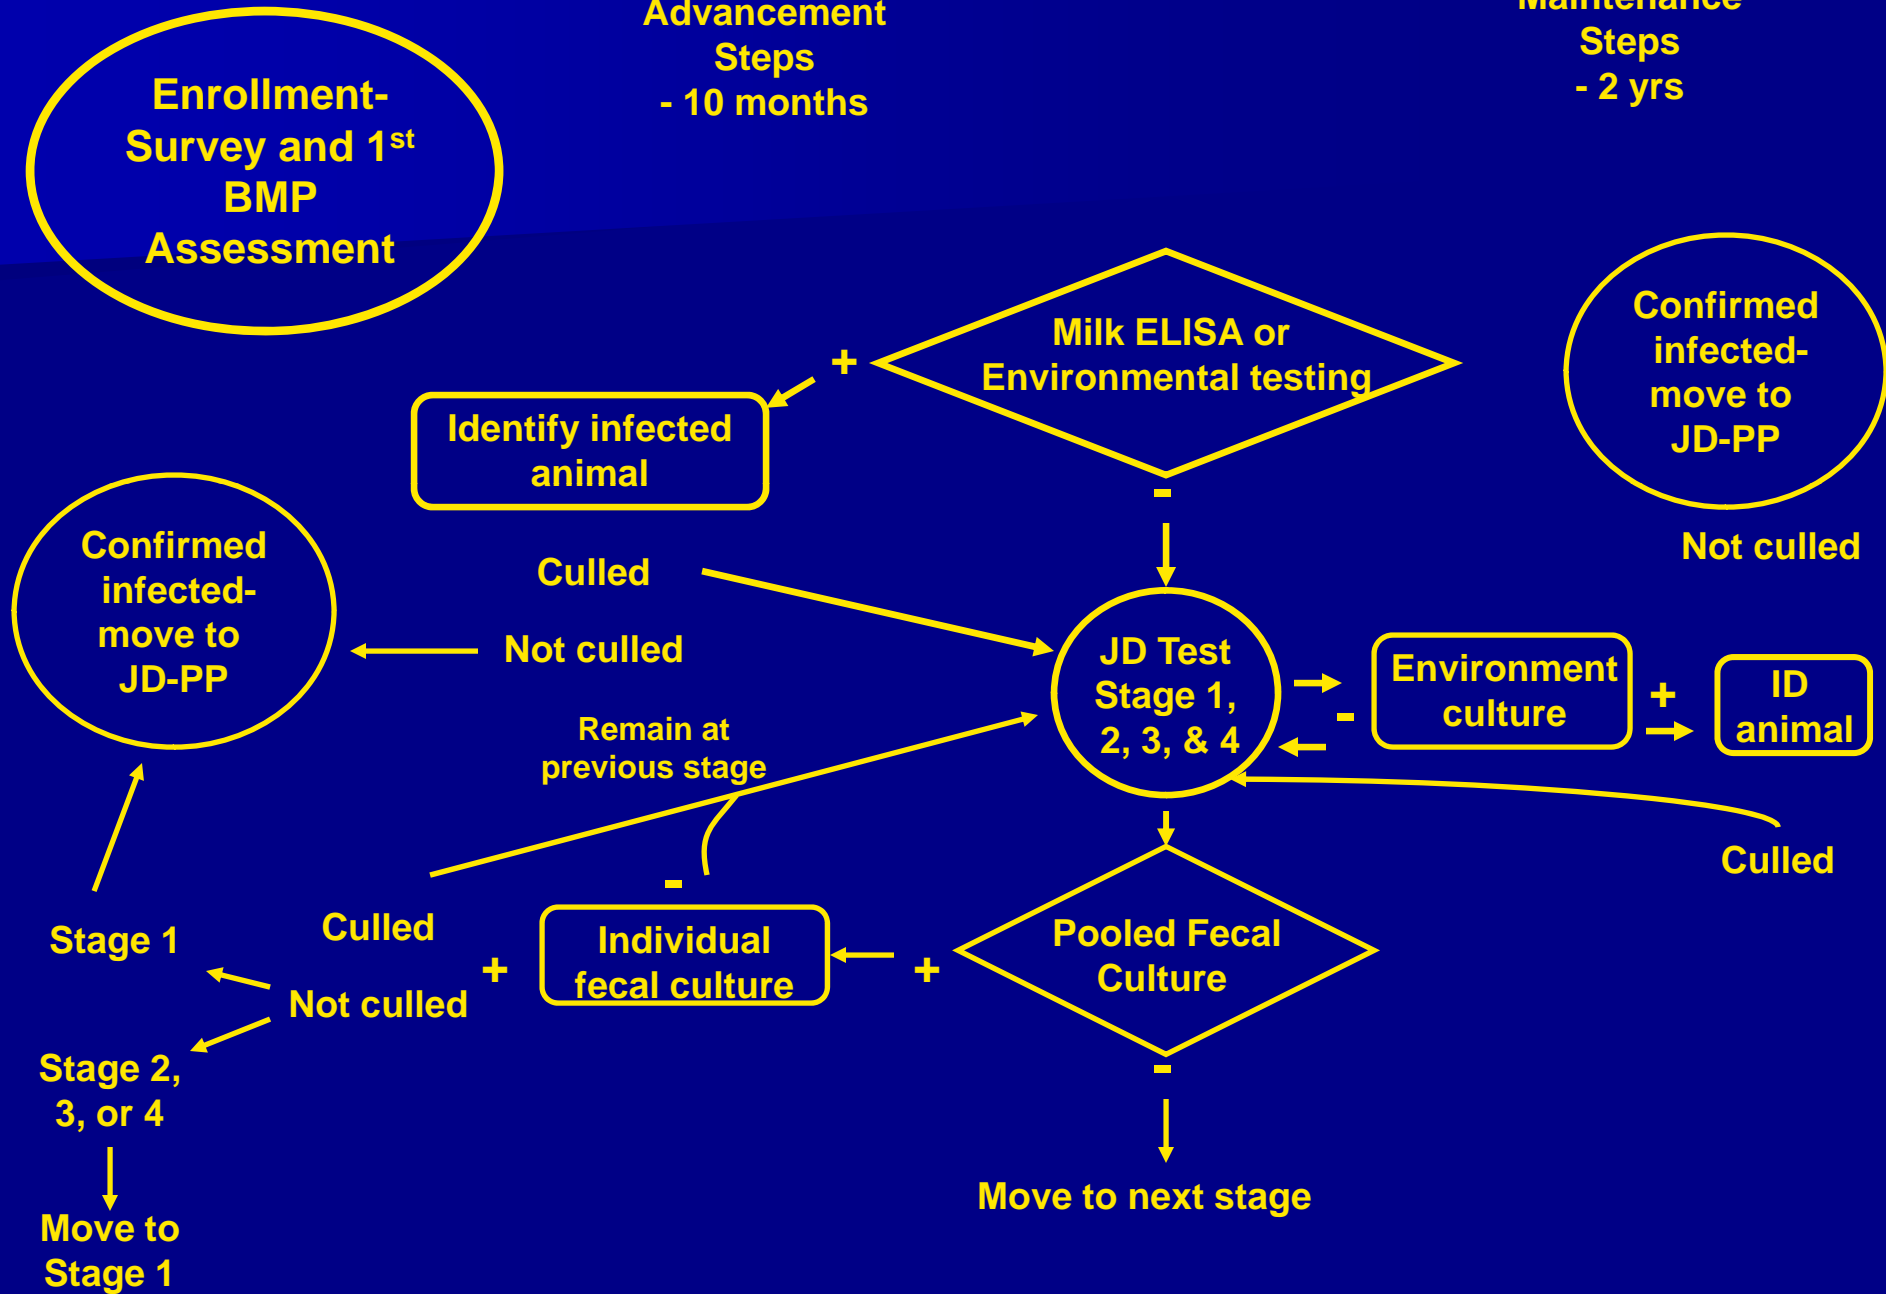 Advancement
Steps
- 10 months
Maintenance
Steps
- 2 yrs
Enrollment-
Survey and 1st
BMP
Assessment
Milk ELISA or
Environmental testing
+
-
Identify infected
animal
Confirmed
infected-
move to
JD-PP
Not culled
Confirmed
infected-
move to
JD-PP
Culled
Not culled
JD Test
Stage 1,
2, 3, & 4
-
Environment
culture
+
ID
animal
Remain at
previous stage
Culled
-
Stage 1
Culled
Not culled
+
Individual
fecal culture
+
Pooled Fecal
Culture
-
Stage 2,
3, or 4
Move to
Stage 1
Move to next stage